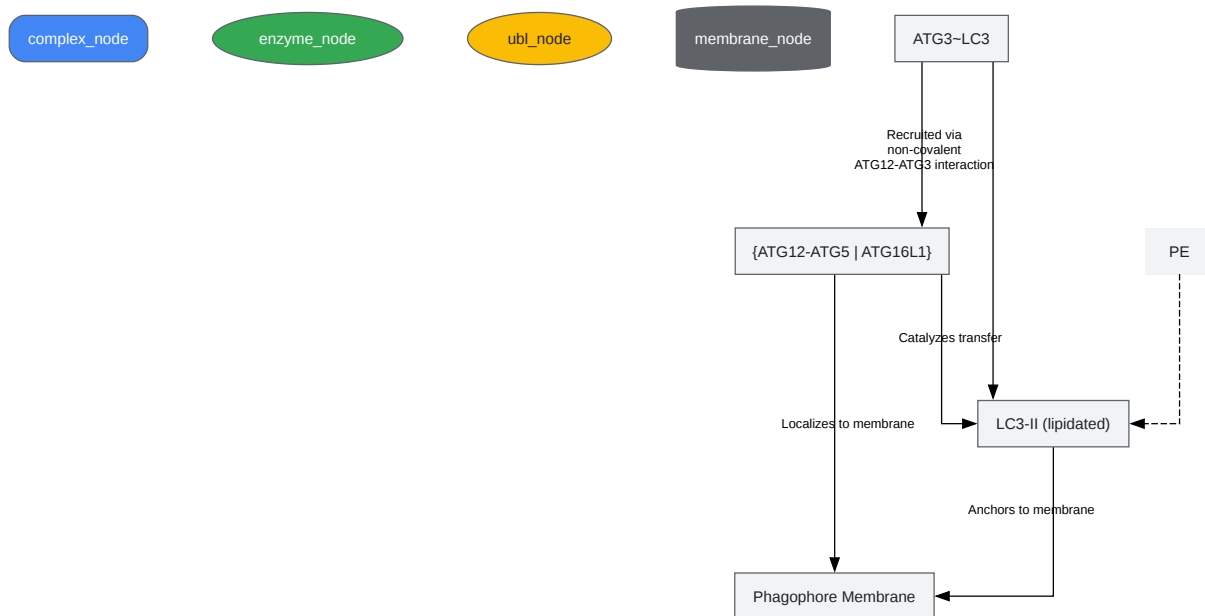 complex_node
enzyme_node
ubl_node
membrane_node
ATG3~LC3
Recruited via
non-covalent
ATG12-ATG3 interaction
{ATG12-ATG5 | ATG16L1}
PE
Catalyzes transfer
Localizes to membrane
LC3-II (lipidated)
Anchors to membrane
Phagophore Membrane